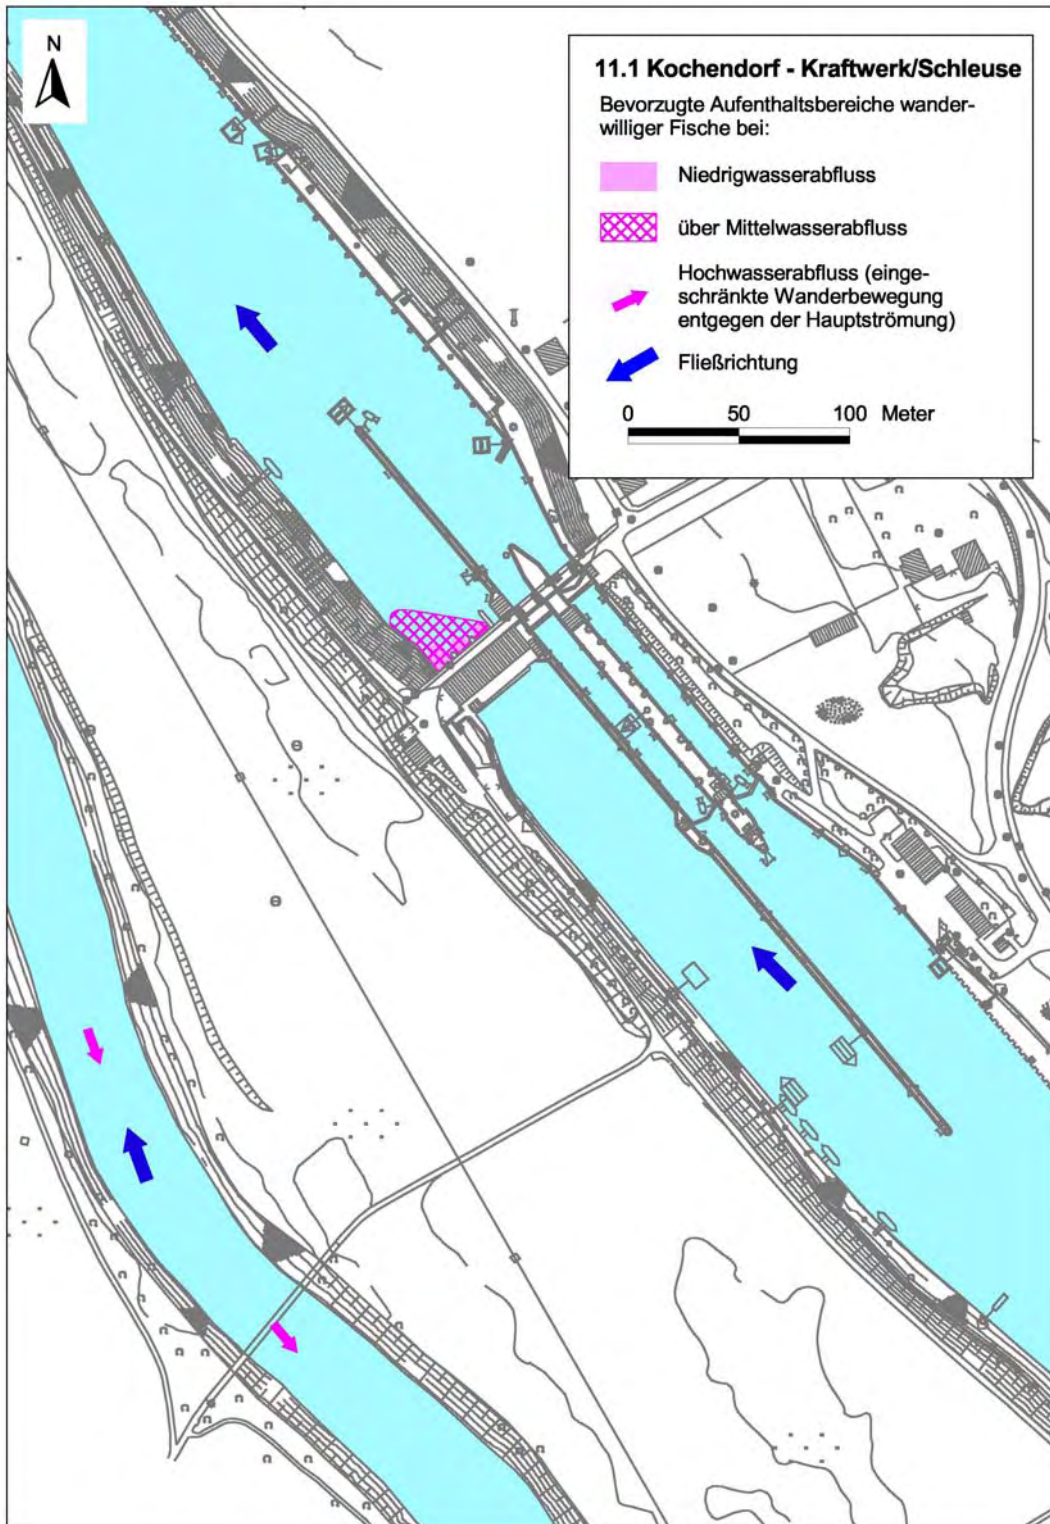 N
11.1 Kochendorf - Kraftwerk/Schleuse
Bevorzugte Aufenthaltsbereiche wander-
williger Fische bei:
Niedrigwasserabfluss
über Mittelwasserabfluss
Hochwasserabfluss (einge-
schränkte Wanderbewegung
entgegen der Hauptströmung)
Fließrichtung
0 50 100 Meter